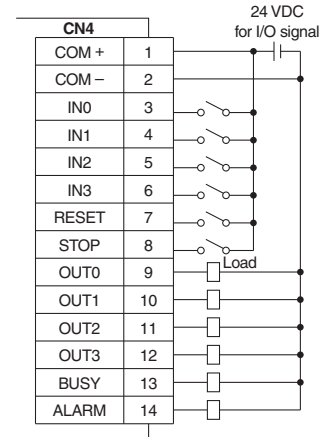 24 VDC
for I/O signal
CN4
COM + 1
COM – 2
IN0 3
IN1 4
IN2 5
IN3 6
RESET 7
STOP 8
Load
OUT0 9
OUT1 10
OUT2 11
OUT3 12
BUSY 13
ALARM 14